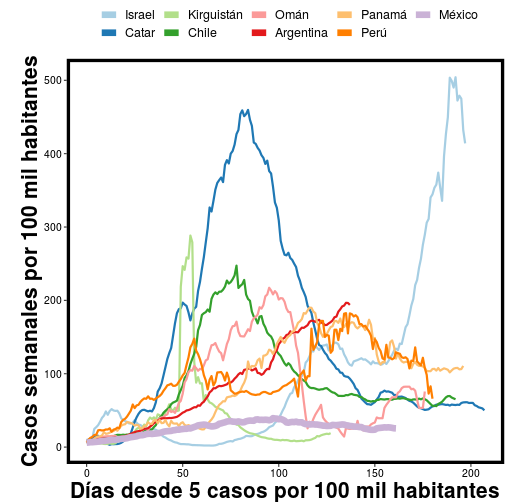 Israel Kirguistán Omán Panamá México
Catar Chile Argentina Perú
Casos semanales por 100 mil habitantes
500
400
300
200
100
0
0 50 100 150 200
Días desde 5 casos por 100 mil habitantes